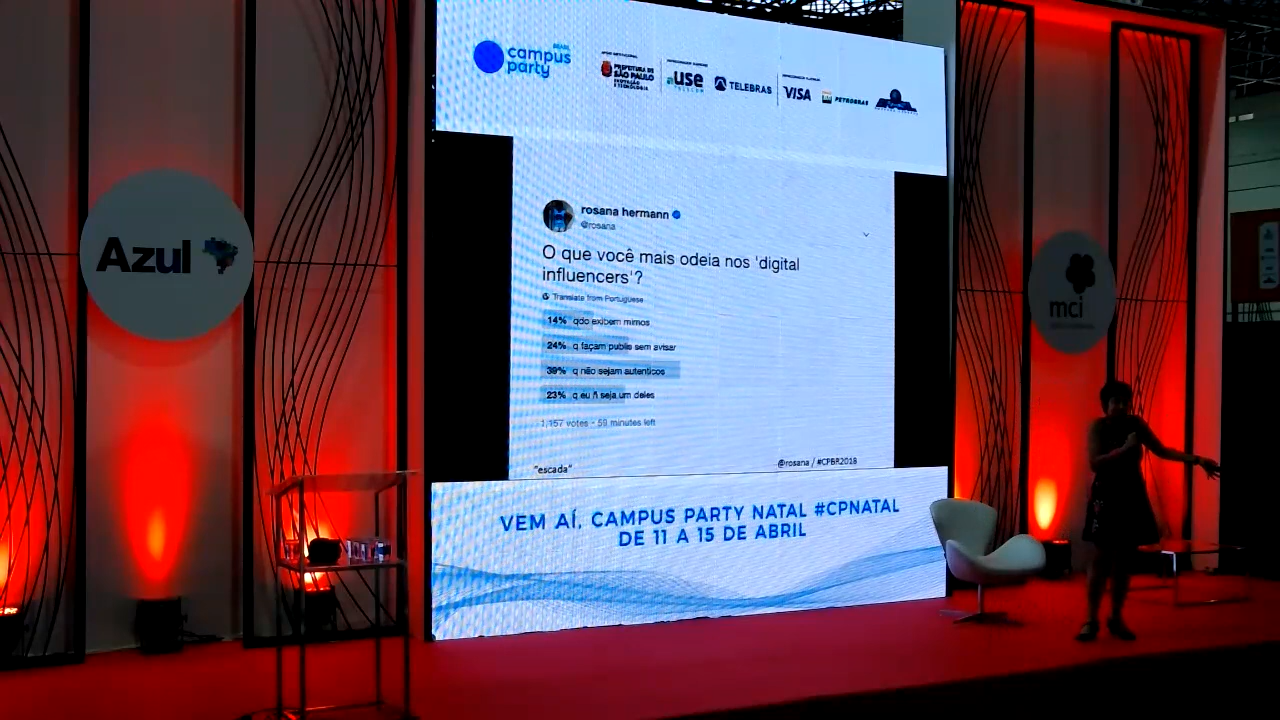 BRASIL
campus
party
PREFEITURA DE
SÃO PAULO
INOVAÇÃO
E TECNOLOGIA
use
TELECOM
TELEBRAS
VISA
PETROBRAS
Azul
mci
rosana hermann
@rosana
O que você mais odeia nos 'digital
influencers'?
Translate from Portuguese
14% qdo exibem mimos
24% q façam publis sem avisar
39% q não sejam autenticos
23% q eu ñ seja um deles
1,157 votes · 59 minutes left
"escada"
@rosana / #CPBR2018
VEM AÍ, CAMPUS PARTY NATAL #CPNATAL
DE 11 A 15 DE ABRIL